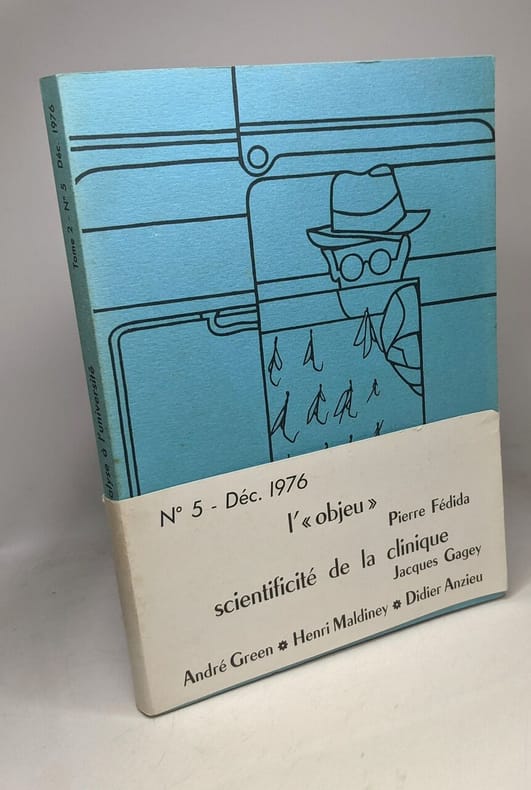 Tome 2 - N° 5 Déc. 1976
alyse à l'université
N° 5 - Déc. 1976
l'« objeu »
Pierre Fédida
scientificité de la clinique
Jacques Gagey
André Green ✽ Henri Maldiney ✽ Didier Anzieu